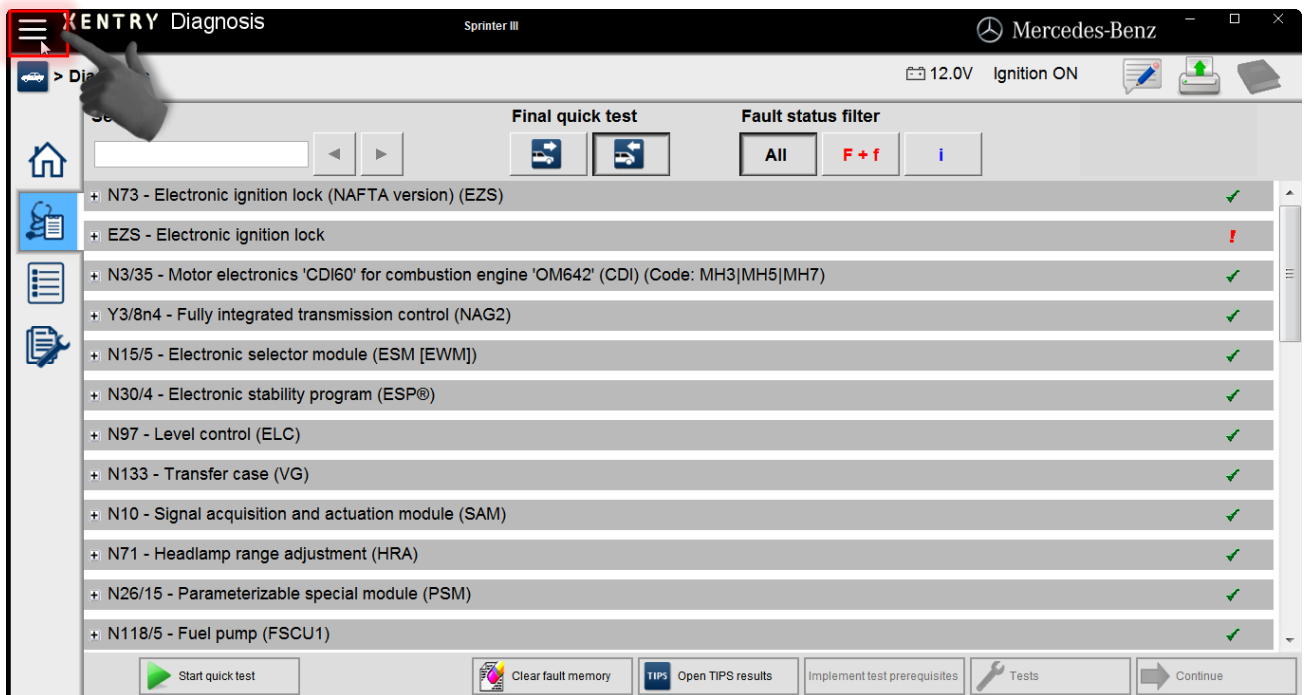 XENTRY Diagnosis
Sprinter III
Mercedes-Benz
12.0V Ignition ON
Final quick test
Fault status filter
All
F + f
i
+ N73 - Electronic ignition lock (NAFTA version) (EZS)
+ EZS - Electronic ignition lock
!
+ N3/35 - Motor electronics 'CDI60' for combustion engine 'OM642' (CDI) (Code: MH3|MH5|MH7)
+ Y3/8n4 - Fully integrated transmission control (NAG2)
+ N15/5 - Electronic selector module (ESM [EWM])
+ N30/4 - Electronic stability program (ESP®)
+ N97 - Level control (ELC)
+ N133 - Transfer case (VG)
+ N10 - Signal acquisition and actuation module (SAM)
+ N71 - Headlamp range adjustment (HRA)
+ N26/15 - Parameterizable special module (PSM)
+ N118/5 - Fuel pump (FSCU1)
Start quick test
Clear fault memory
TIPS Open TIPS results
Implement test prerequisites
Tests
Continue